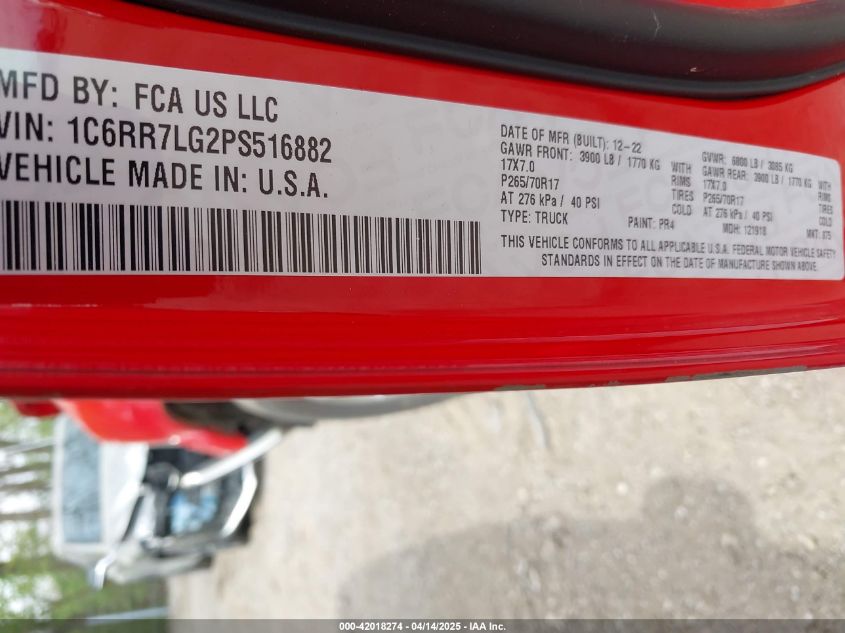 MFD BY: FCA US LLC
VIN: 1C6RR7LG2PS516882
VEHICLE MADE IN: U.S.A.
DATE OF MFR (BUILT): 12-22 GVWR: 6800 LB / 3085 KG
GAWR FRONT: 3900 LB / 1770 KG WITH GAWR REAR: 3900 LB / 1770 KG WITH
17X7.0 RIMS 17X7.0 RIMS
P265/70R17 TIRES P265/70R17 TIRES
AT 276 kPa / 40 PSI COLD AT 276 kPa / 40 PSI COLD
TYPE: TRUCK PAINT: PR4 MDH: 121918 MKT: 875
THIS VEHICLE CONFORMS TO ALL APPLICABLE U.S.A. FEDERAL MOTOR VEHICLE SAFETY
STANDARDS IN EFFECT ON THE DATE OF MANUFACTURE SHOWN ABOVE.
000-42018274 - 04/14/2025 - IAA Inc.